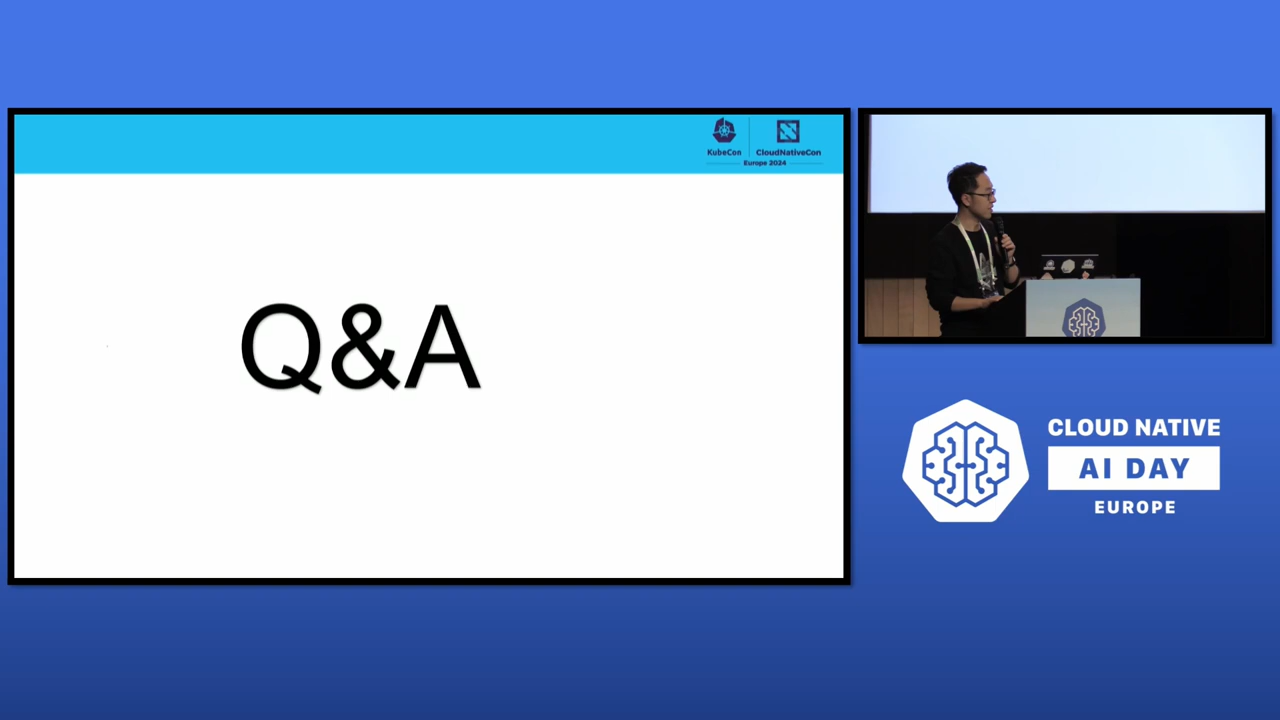 KubeCon
CloudNativeCon
Europe 2024
Q&A
CLOUD NATIVE
AI DAY
EUROPE